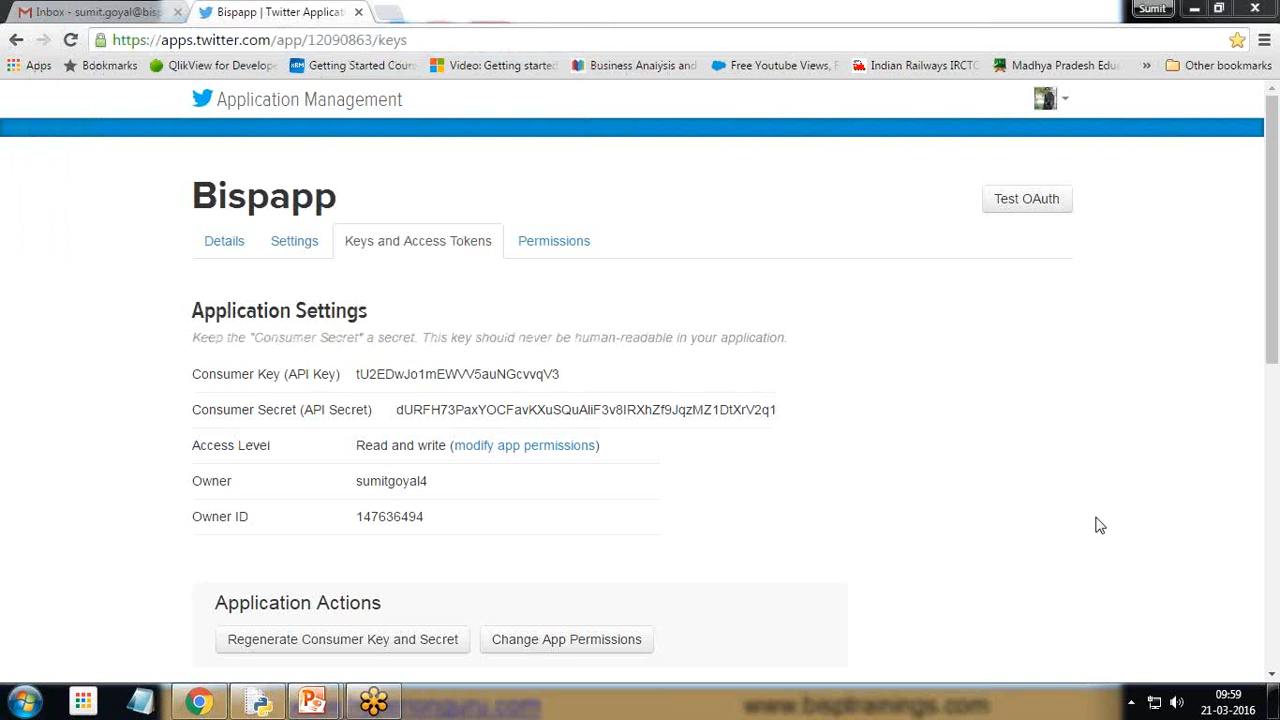 Inbox - sumit.goyal@bisp
Bispapp | Twitter Applicat
Sumit
https://apps.twitter.com/app/12090863/keys
Apps
Bookmarks
QlikView for Develope
Getting Started Cour
Video: Getting starte
Business Analysis and
Free Youtube Views,
Indian Railways IRCTC
Madhya Pradesh Edu
»
Other bookmarks
Application Management
Bispapp
Test OAuth
Details
Settings
Keys and Access Tokens
Permissions
Application Settings
Keep the "Consumer Secret" a secret. This key should never be human-readable in your application.
Consumer Key (API Key) tU2EDwJo1mEWVV5auNGcvvqV3
Consumer Secret (API Secret) dURFH73PaxYOCFavKXuSQuAliF3v8IRXhZf9JqzMZ1DtXrV2q1
Access Level Read and write (modify app permissions)
Owner sumitgoyal4
Owner ID 147636494
Application Actions
Regenerate Consumer Key and Secret
Change App Permissions
09:59
21-03-2016